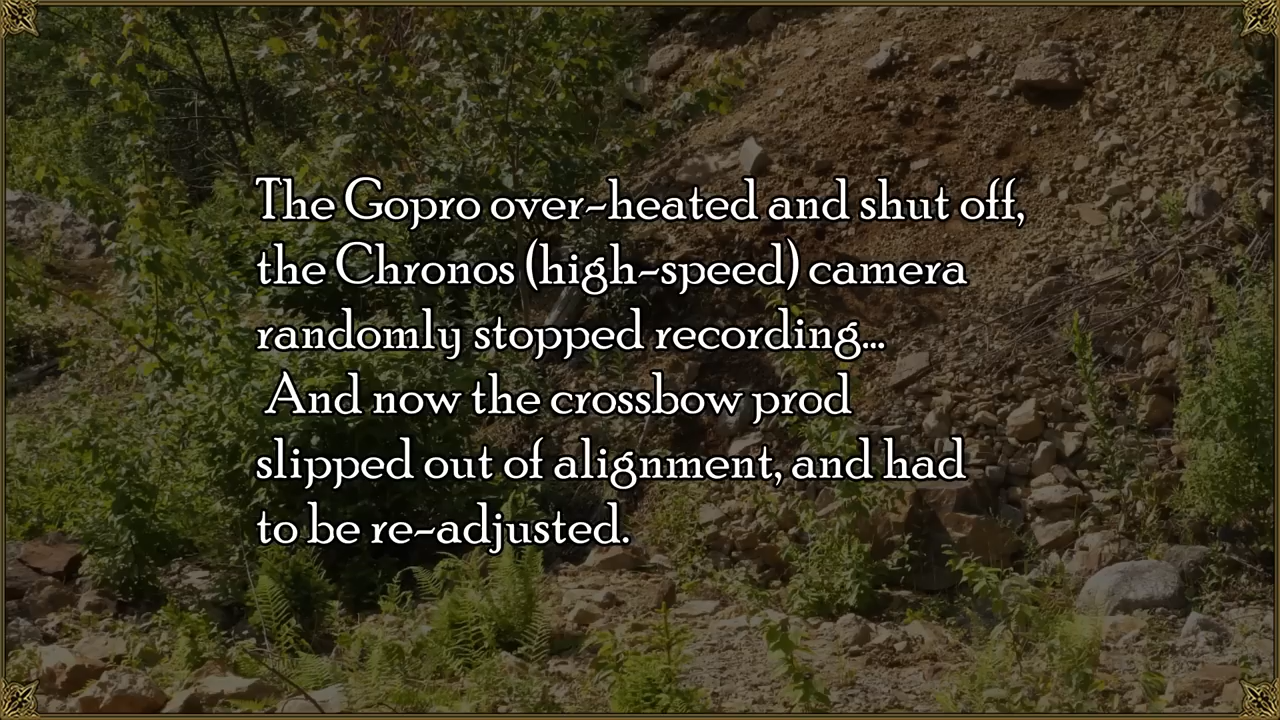 The Gopro over-heated and shut off,
the Chronos (high-speed) camera
randomly stopped recording...
And now the crossbow prod
slipped out of alignment, and had
to be re-adjusted.